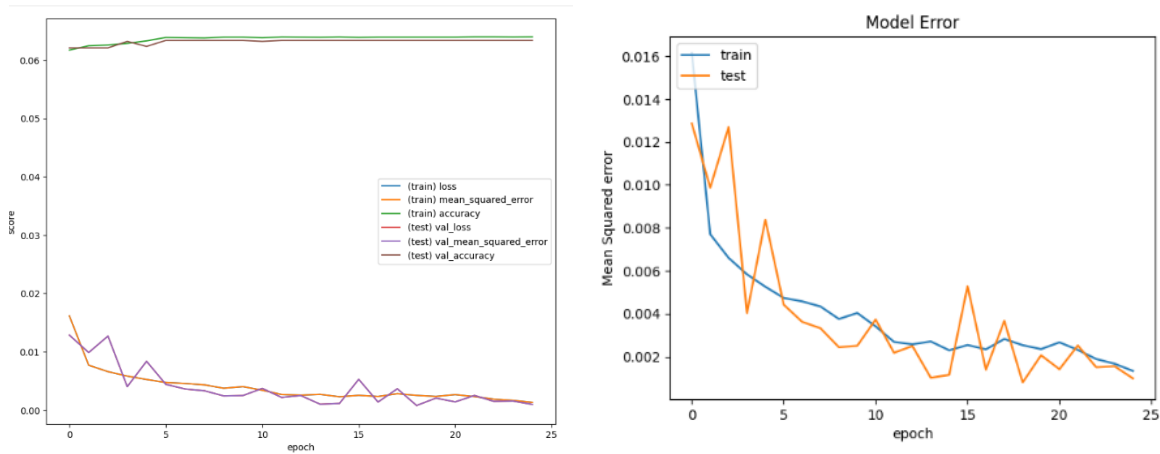 0.06
0.05
0.04
0.03
0.02
0.01
0.00
score
(train) loss
(train) mean_squared_error
(train) accuracy
(test) val_loss
(test) val_mean_squared_error
(test) val_accuracy
0 5 10 15 20 25
epoch
Model Error
train
test
0.016
0.014
0.012
0.010
0.008
0.006
0.004
0.002
Mean Squared error
0 5 10 15 20 25
epoch